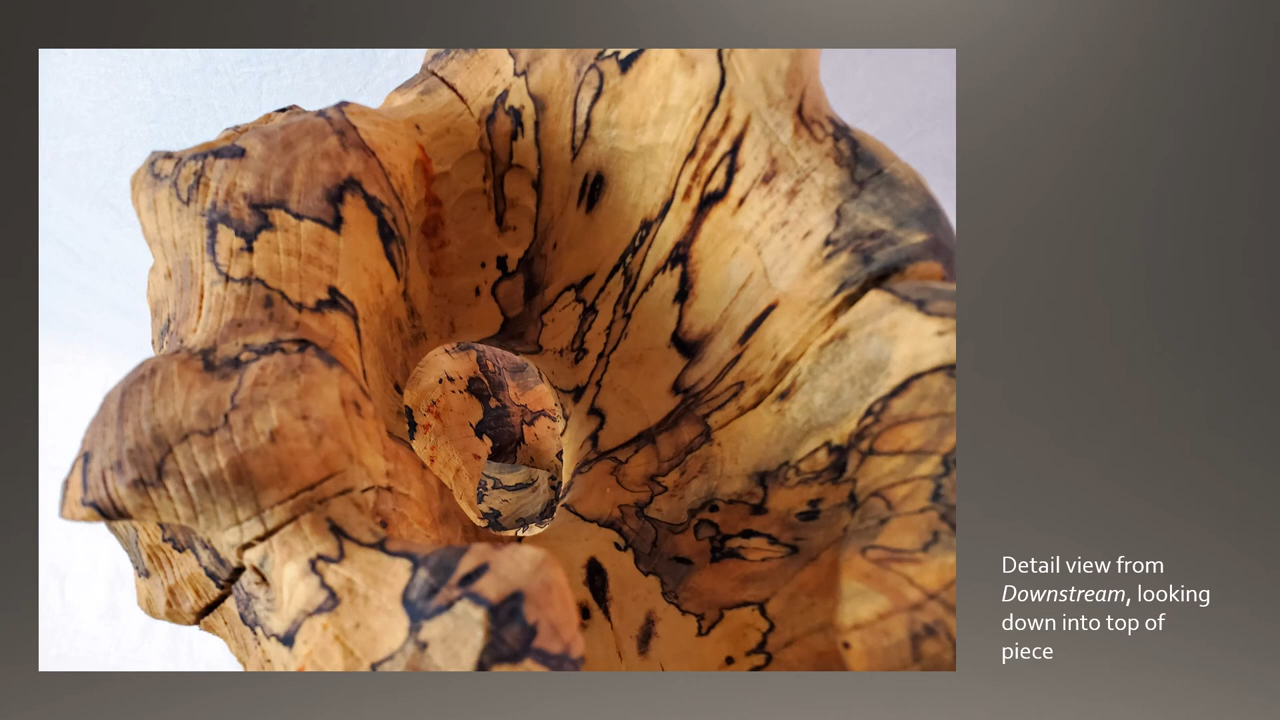 Detail view from
Downstream, looking
down into top of
piece